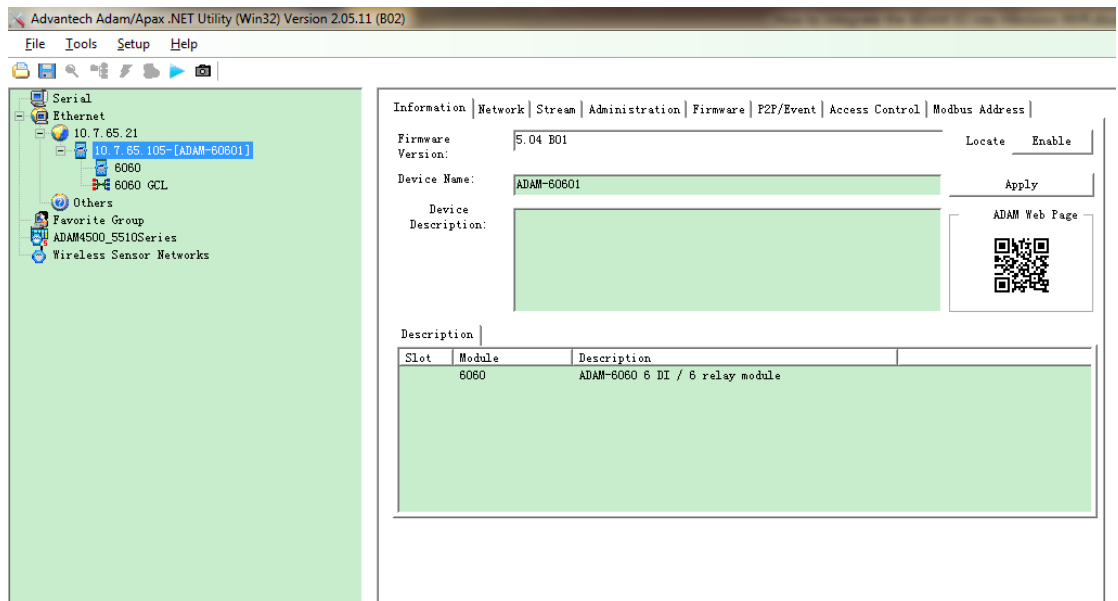 Advantech Adam/Apax .NET Utility (Win32) Version 2.05.11 (B02)
File Tools Setup Help
Serial
Ethernet
10.7.65.21
10.7.65.105-[ADAM-60601]
6060
6060 GCL
Others
Favorite Group
ADAM4500_5510Series
Wireless Sensor Networks
Information Network Stream Administration Firmware P2P/Event Access Control Modbus Address
Firmware Version:
5.04 B01
Locate Enable
Device Name:
ADAM-60601
Apply
Device Description:
ADAM Web Page
Description
Slot Module Description
6060 ADAM-6060 6 DI / 6 relay module